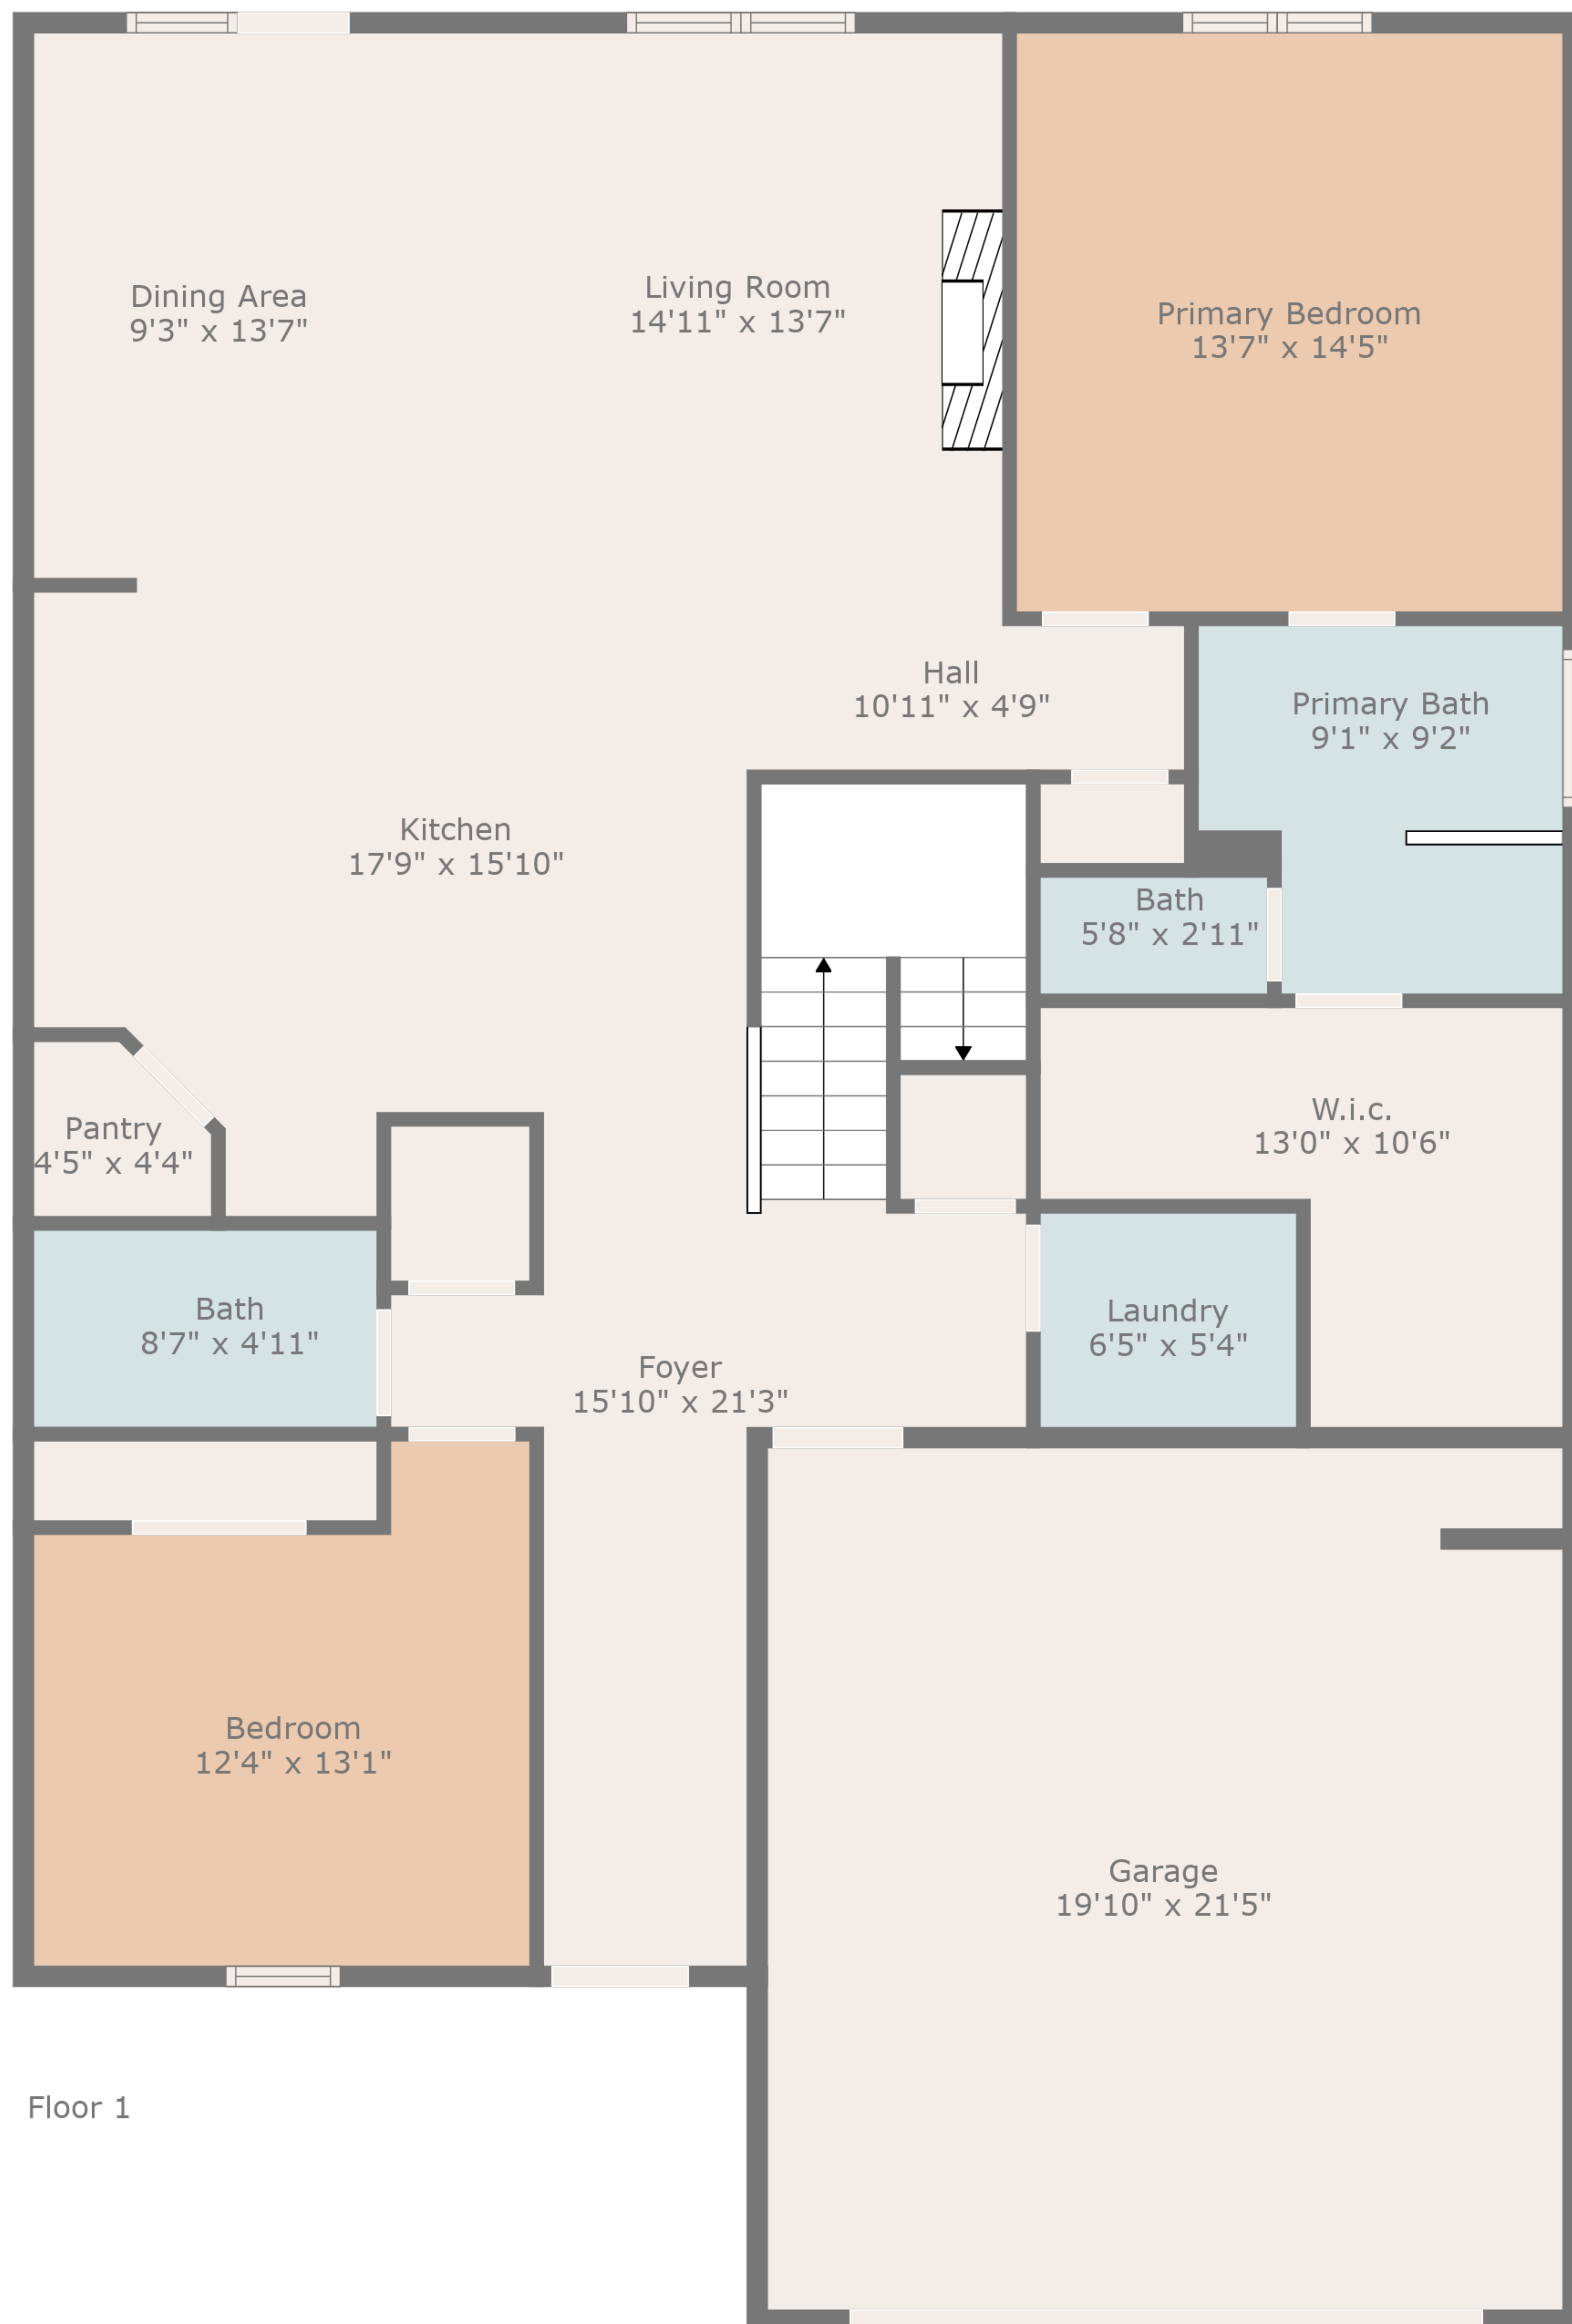 Dining Area
9'3" x 13'7"
Living Room
14'11" x 13'7"
Primary Bedroom
13'7" x 14'5"
Hall
10'11" x 4'9"
Primary Bath
9'1" x 9'2"
Kitchen
17'9" x 15'10"
Bath
5'8" x 2'11"
Pantry
4'5" x 4'4"
W.i.c.
13'0" x 10'6"
Bath
8'7" x 4'11"
Laundry
6'5" x 5'4"
Foyer
15'10" x 21'3"
Bedroom
12'4" x 13'1"
Garage
19'10" x 21'5"
Floor 1